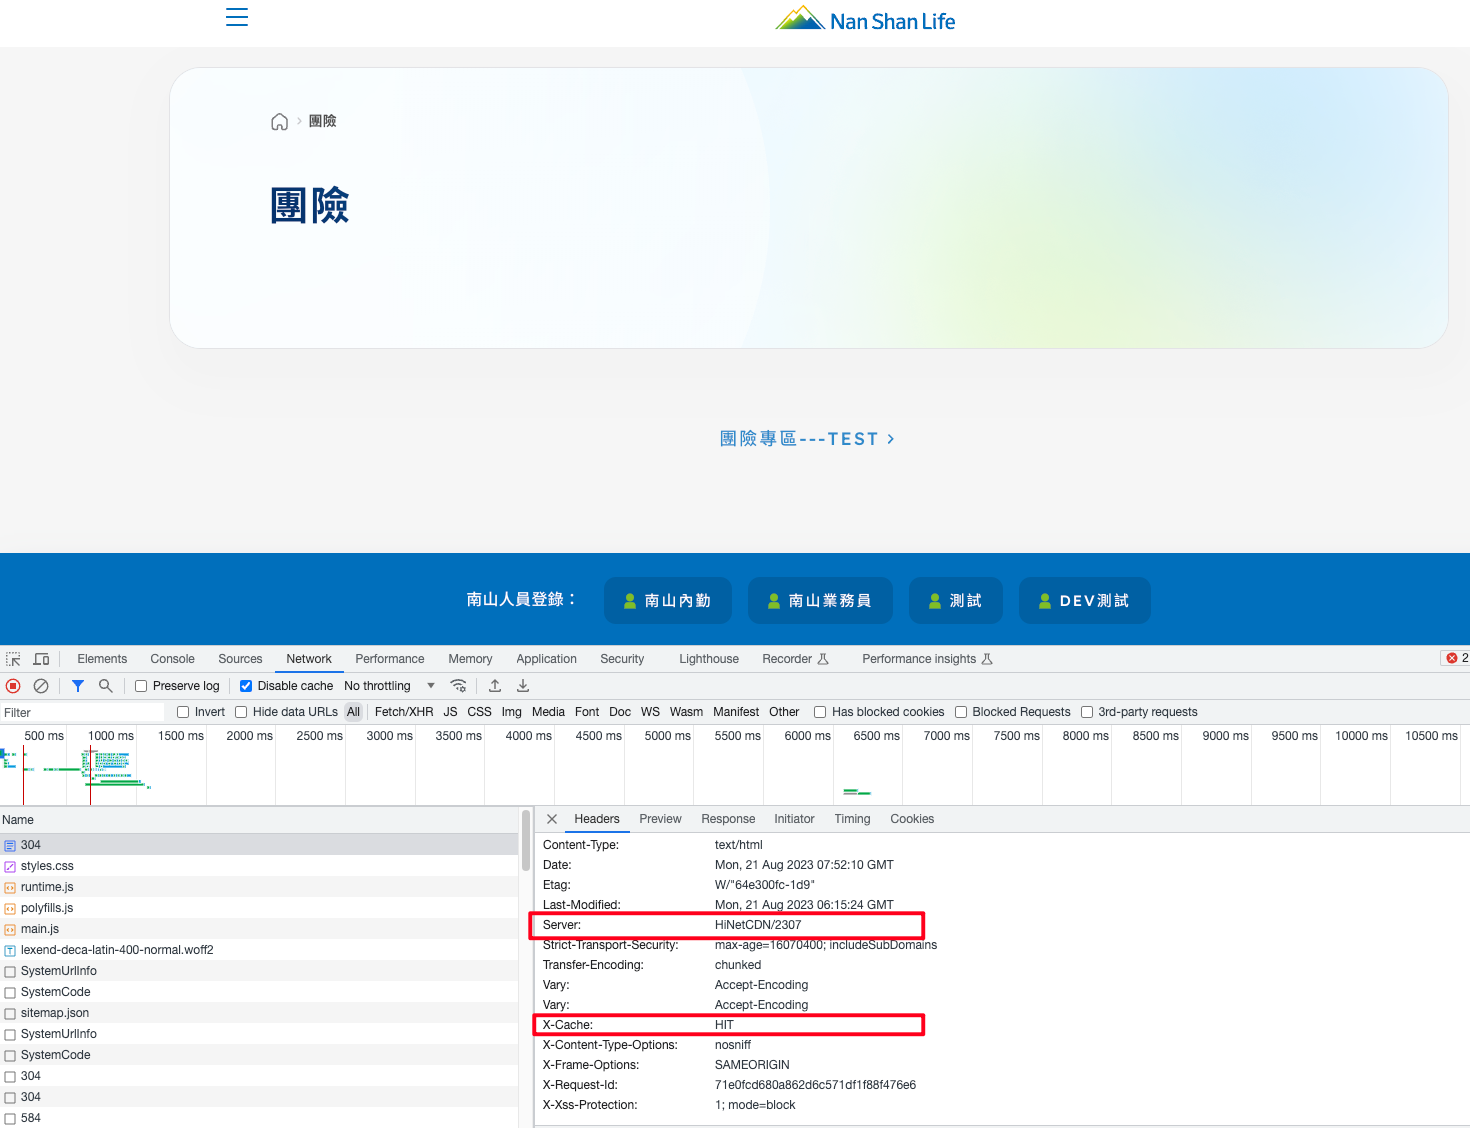 Nan Shan Life
團險
團險
團險專區---TEST
南山人員登錄：
南山內勤
南山業務員
測試
DEV測試
Elements Console Sources Network Performance Memory Application Security Lighthouse Recorder Performance insights 2
Preserve log Disable cache No throttling
Filter Invert Hide data URLs All Fetch/XHR JS CSS Img Media Font Doc WS Wasm Manifest Other Has blocked cookies Blocked Requests 3rd-party requests
500 ms 1000 ms 1500 ms 2000 ms 2500 ms 3000 ms 3500 ms 4000 ms 4500 ms 5000 ms 5500 ms 6000 ms 6500 ms 7000 ms 7500 ms 8000 ms 8500 ms 9000 ms 9500 ms 10000 ms 10500 ms
Name
304
styles.css
runtime.js
polyfills.js
main.js
lexend-deca-latin-400-normal.woff2
SystemUrlInfo
SystemCode
sitemap.json
SystemUrlInfo
SystemCode
304
304
584
Headers Preview Response Initiator Timing Cookies
Content-Type: text/html
Date: Mon, 21 Aug 2023 07:52:10 GMT
Etag: W/"64e300fc-1d9"
Last-Modified: Mon, 21 Aug 2023 06:15:24 GMT
Server: HiNetCDN/2307
Strict-Transport-Security: max-age=16070400; includeSubDomains
Transfer-Encoding: chunked
Vary: Accept-Encoding
Vary: Accept-Encoding
X-Cache: HIT
X-Content-Type-Options: nosniff
X-Frame-Options: SAMEORIGIN
X-Request-Id: 71e0fcd680a862d6c571df1f88f476e6
X-Xss-Protection: 1; mode=block